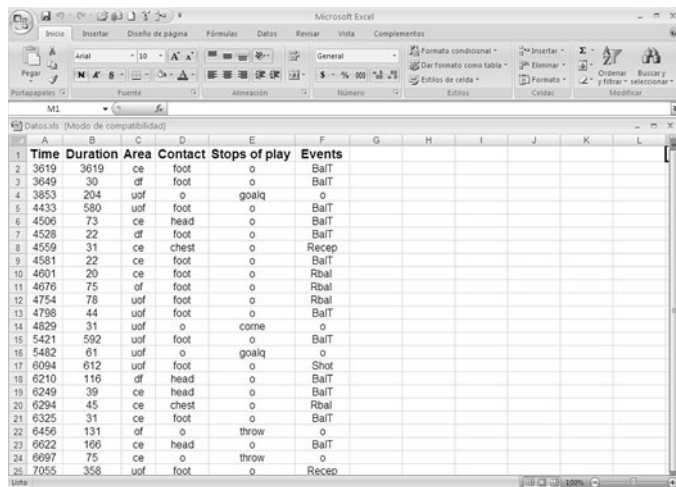 Microsoft Excel
Inicio Insertar Diseño de página Fórmulas Datos Revisar Vista Complementos
Pegar
Arial 10 A A
N K S A
General
$ % 000
Formato condicional
Dar formato como tabla
Estilos de celda
Insertar
Eliminar
Formato
Σ
Ordenar y filtrar
Buscar y seleccionar
Portapapeles Fuente Alineación Número Estilos Celdas Modificar
M1 fx
Datos.xls [Modo de compatibilidad]
A B C D E F G H I J K L
1 Time Duration Area Contact Stops of play Events
2 3619 3619 ce foot o BalT
3 3649 30 df foot o BalT
4 3853 204 uof o goalq o
5 4433 580 uof foot o BalT
6 4506 73 ce head o BalT
7 4528 22 df foot o BalT
8 4559 31 ce chest o Recep
9 4581 22 ce foot o BalT
10 4601 20 ce foot o Rbal
11 4676 75 of foot o Rbal
12 4754 78 uof foot o Rbal
13 4798 44 uof foot o BalT
14 4829 31 uof o corne o
15 5421 592 uof foot o BalT
16 5482 61 uof o goalq o
17 6094 612 uof foot o Shot
18 6210 116 df head o BalT
19 6249 39 ce head o BalT
20 6294 45 ce chest o Rbal
21 6325 31 ce foot o BalT
22 6456 131 of o throw o
23 6622 166 ce head o BalT
24 6697 75 ce o throw o
25 7055 358 uof foot o Recep
Listo 100%